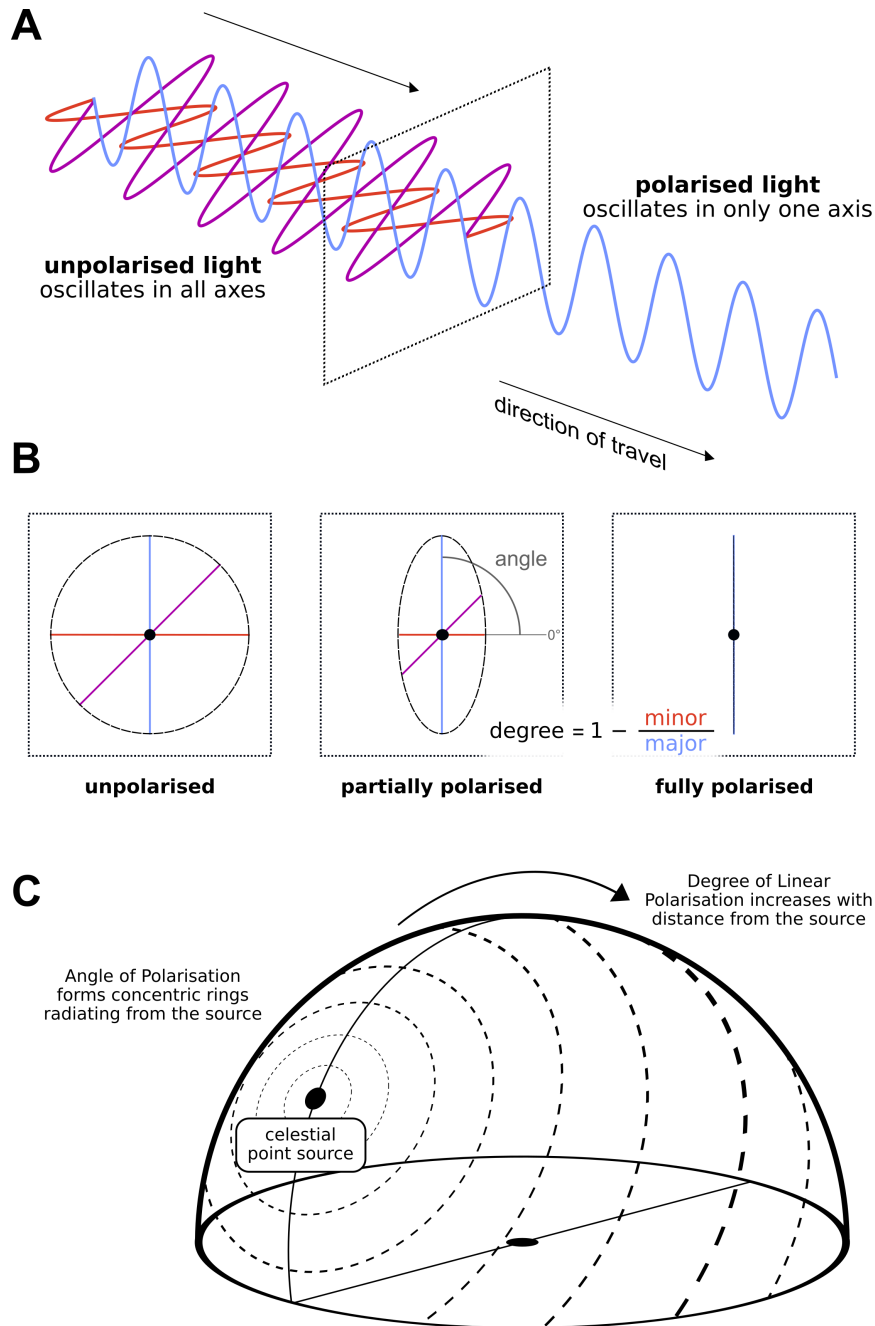 A
polarised light
oscillates in only one axis
unpolarised light
oscillates in all axes
direction of travel
B
angle
0°
degree = 1 − minor
major
unpolarised
partially polarised
fully polarised
C
Degree of Linear
Polarisation increases with
distance from the source
Angle of Polarisation
forms concentric rings
radiating from the source
celestial
point source